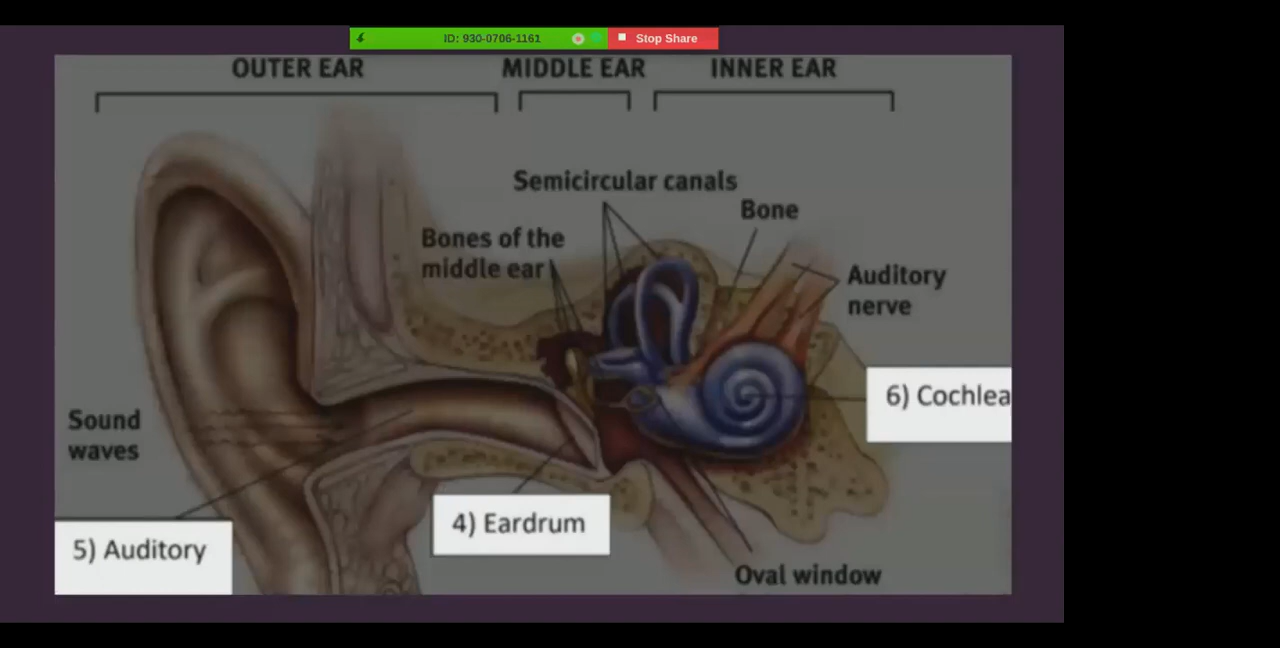 ID: 930-0706-1161
Stop Share
OUTER EAR
MIDDLE EAR
INNER EAR
Semicircular canals
Bone
Bones of the
middle ear
Auditory
nerve
6) Cochlea
Sound
waves
4) Eardrum
5) Auditory
Oval window